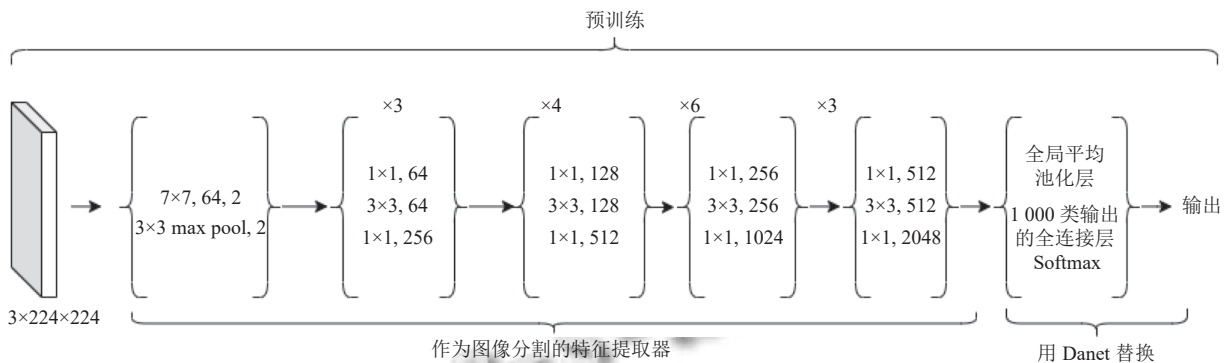 预训练
×3
×4
×6
×3
7×7, 64, 2
3×3 max pool, 2
1×1, 64
3×3, 64
1×1, 256
1×1, 128
3×3, 128
1×1, 512
1×1, 256
3×3, 256
1×1, 1024
1×1, 512
3×3, 512
1×1, 2048
全局平均
池化层
1 000 类输出
的全连接层
Softmax
输出
3×224×224
作为图像分割的特征提取器
用 Danet 替换